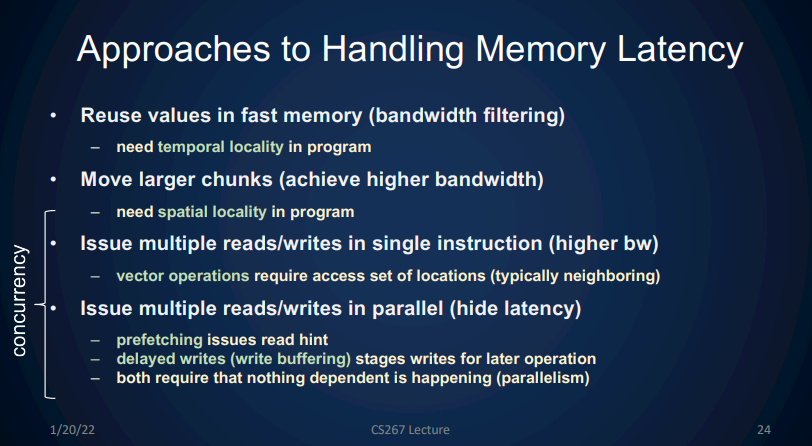 Approaches to Handling Memory Latency
• Reuse values in fast memory (bandwidth filtering)
– need temporal locality in program
• Move larger chunks (achieve higher bandwidth)
– need spatial locality in program
• Issue multiple reads/writes in single instruction (higher bw)
– vector operations require access set of locations (typically neighboring)
• Issue multiple reads/writes in parallel (hide latency)
– prefetching issues read hint
– delayed writes (write buffering) stages writes for later operation
– both require that nothing dependent is happening (parallelism)
concurrency
1/20/22
CS267 Lecture
24